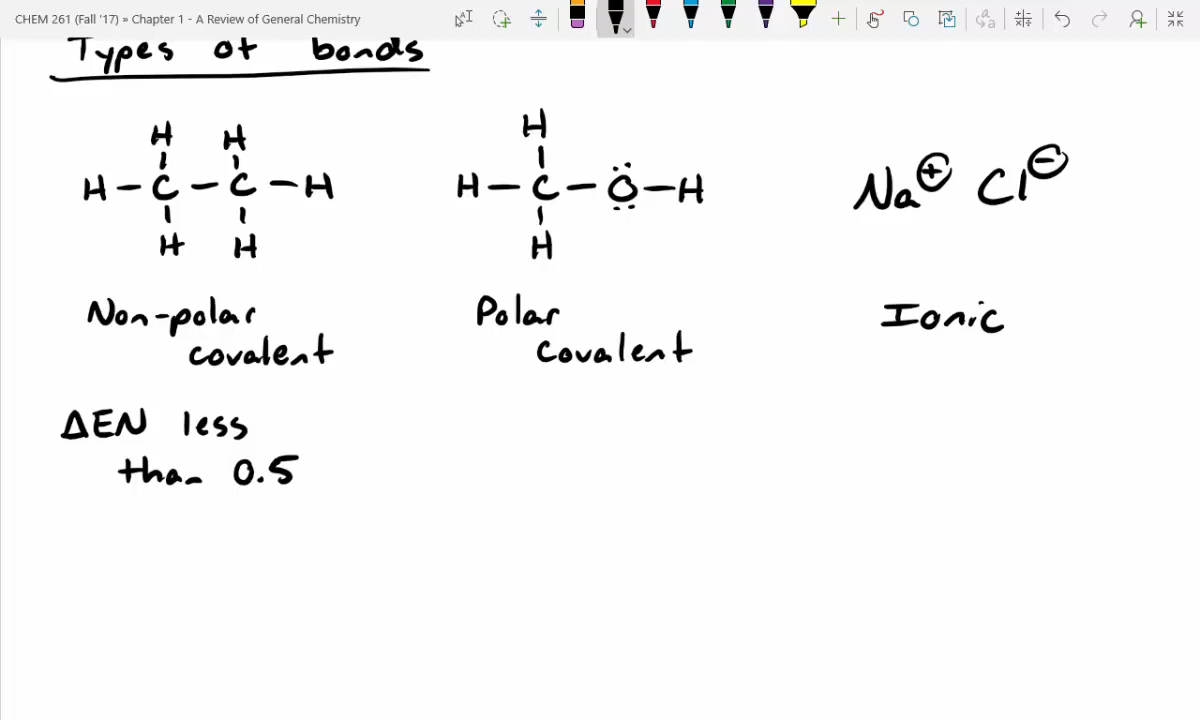 CHEM 261 (Fall '17) » Chapter 1 - A Review of General Chemistry
Types of bonds
H H
H-C-C-H
H H
H
H-C-Ö-H
H
Na⊕ Cl⊖
Non-polar
covalent
Polar
covalent
Ionic
ΔEN less
than 0.5